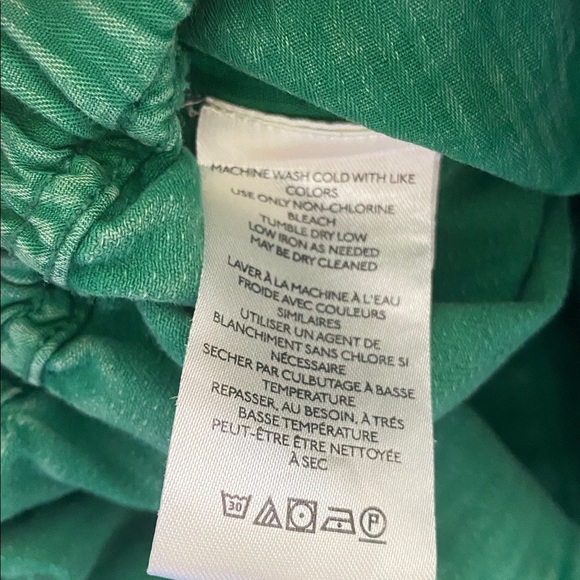 MACHINE WASH COLD WITH LIKE
COLORS
USE ONLY NON-CHLORINE
BLEACH
TUMBLE DRY LOW
LOW IRON AS NEEDED
MAY BE DRY CLEANED
LAVER À LA MACHINE À L'EAU
FROIDE AVEC COULEURS
SIMILAIRES
UTILISER UN AGENT DE
BLANCHIMENT SANS CHLORE SI
NÉCESSAIRE
SECHER PAR CULBUTAGE À BASSE
TEMPERATURE
REPASSER, AU BESOIN, À TRÉS
BASSE TEMPÉRATURE
PEUT-ÊTRE ÊTRE NETTOYÉE
À SEC
30 P